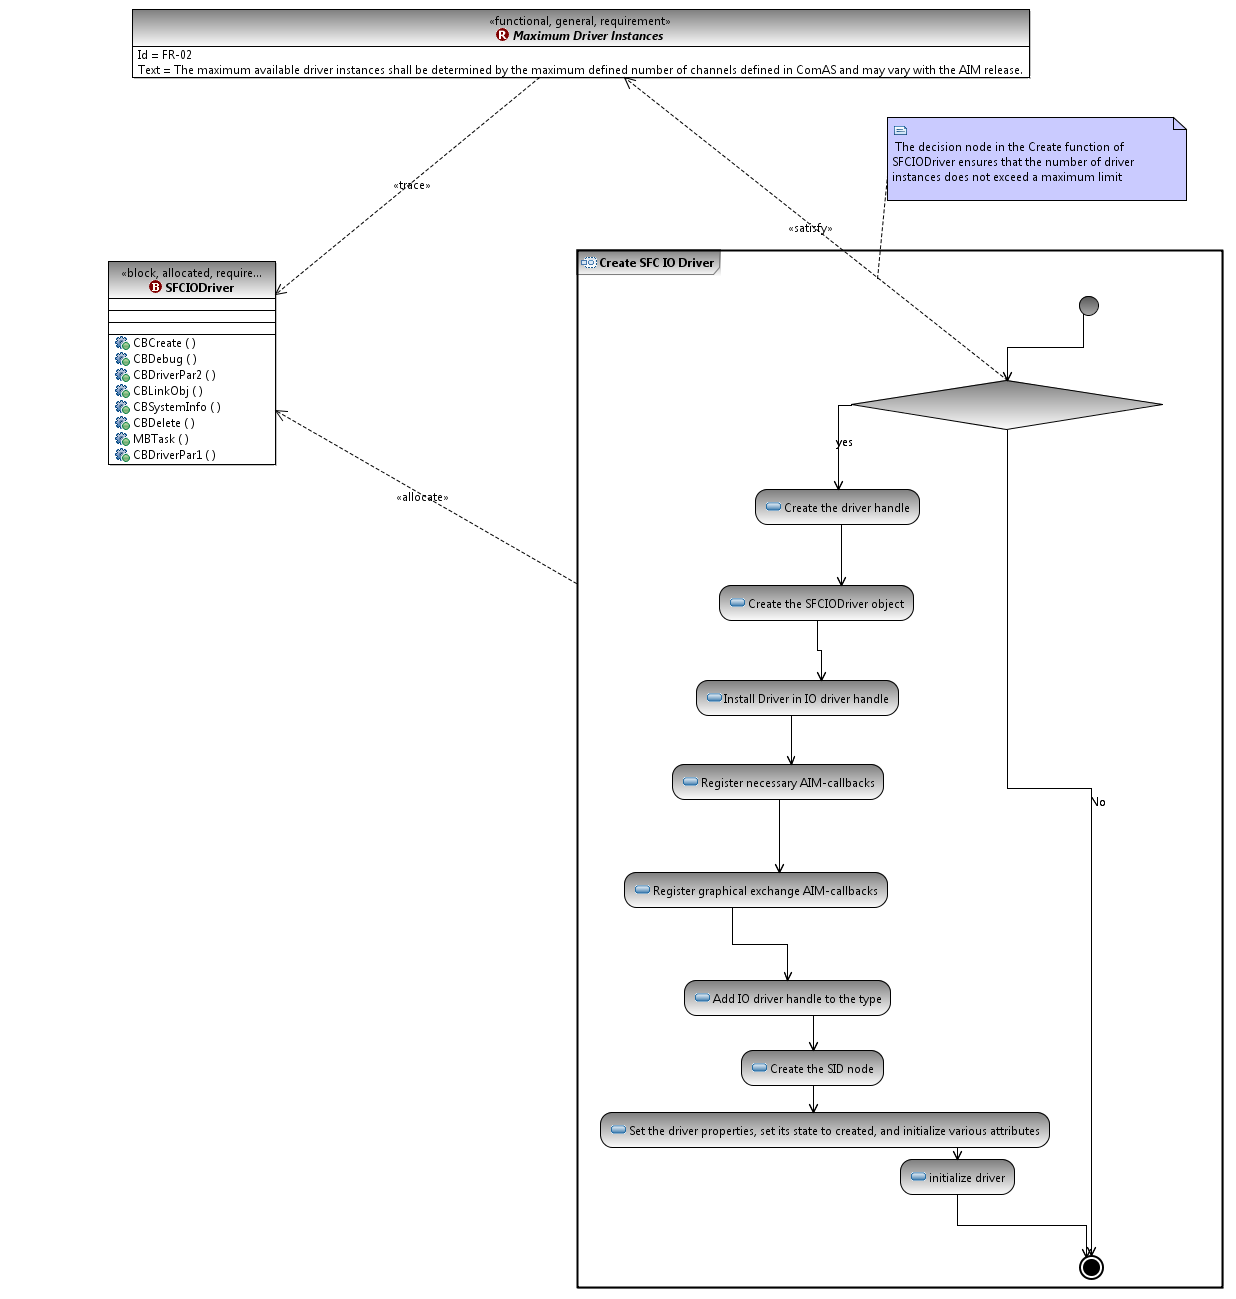 «functional, general, requirement»
R Maximum Driver Instances
Id = FR-02
Text = The maximum available driver instances shall be determined by the maximum defined number of channels defined in ComAS and may vary with the AIM release.
The decision node in the Create function of
SFCIODriver ensures that the number of driver
instances does not exceed a maximum limit
«trace»
«satisfy»
«block, allocated, require...
B SFCIODriver
CBCreate ( )
CBDebug ( )
CBDriverPar2 ( )
CBLinkObj ( )
CBSystemInfo ( )
CBDelete ( )
MBTask ( )
CBDriverPar1 ( )
«allocate»
Create SFC IO Driver
yes
Create the driver handle
Create the SFCIODriver object
Install Driver in IO driver handle
Register necessary AIM-callbacks
No
Register graphical exchange AIM-callbacks
Add IO driver handle to the type
Create the SID node
Set the driver properties, set its state to created, and initialize various attributes
initialize driver